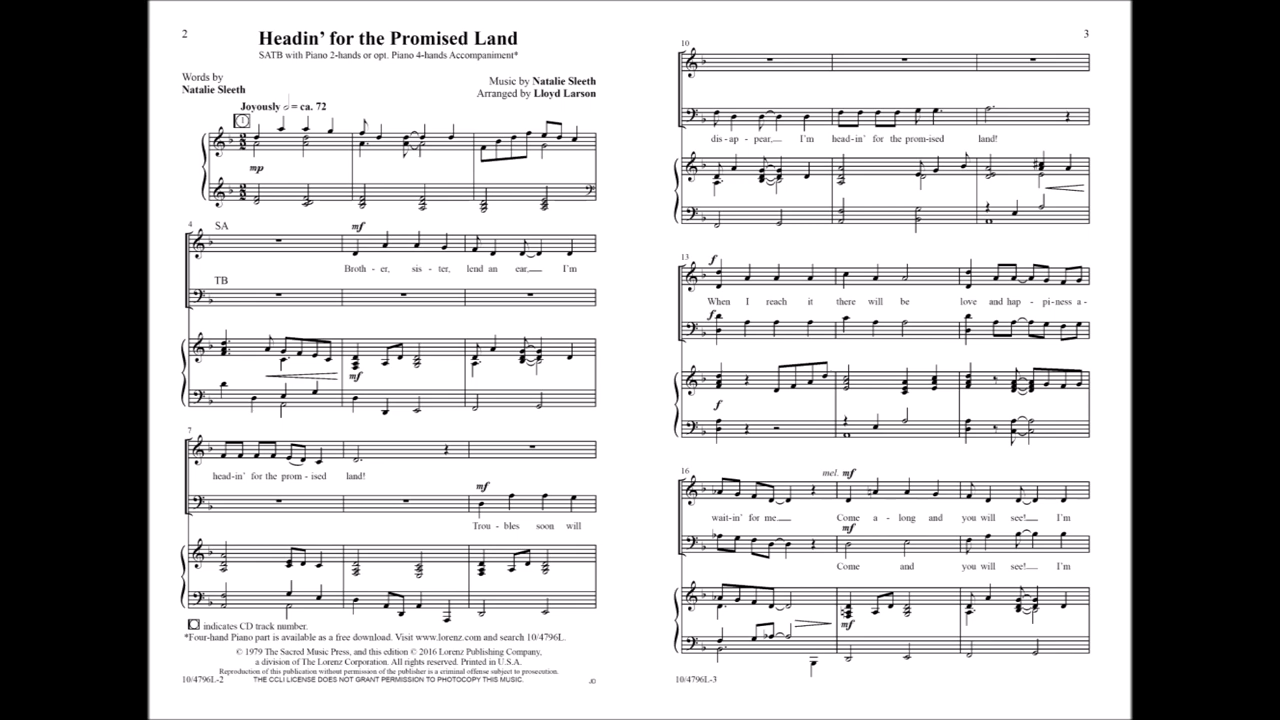 2
Headin' for the Promised Land
SATB with Piano 2-hands or opt. Piano 4-hands Accompaniment*
Words by
Natalie Sleeth
Music by Natalie Sleeth
Arranged by Lloyd Larson
Joyously = ca. 72
1
mp
4
SA
mf
Broth - er, sis - ter, lend an ear, I'm
TB
mf
7
head-in' for the prom - ised land!
mf
Trou - bles soon will
indicates CD track number.
*Four-hand Piano part is available as a free download. Visit www.lorenz.com and search 10/4796L.
© 1979 The Sacred Music Press, and this edition © 2016 Lorenz Publishing Company,
a division of The Lorenz Corporation. All rights reserved. Printed in U.S.A.
Reproduction of this publication without permission of the publisher is a criminal offense subject to prosecution.
THE CCLI LICENSE DOES NOT GRANT PERMISSION TO PHOTOCOPY THIS MUSIC.
10/4796L-2
JO
3
10
dis - ap - pear, I'm head-in' for the prom-ised land!
13
f
When I reach it there will be love and hap - pi-ness a -
f
f
16
mel. mf
wait-in' for me. Come a - long and you will see! I'm
mf
Come and you will see! I'm
mf
10/4796L-3